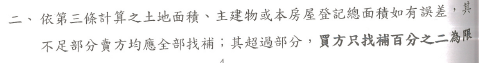 二、依第三條計算之土地面積、主建物或本房屋登記總面積如有誤差，其
不足部分賣方均應全部找補；其超過部分，買方只找補百分之二為限